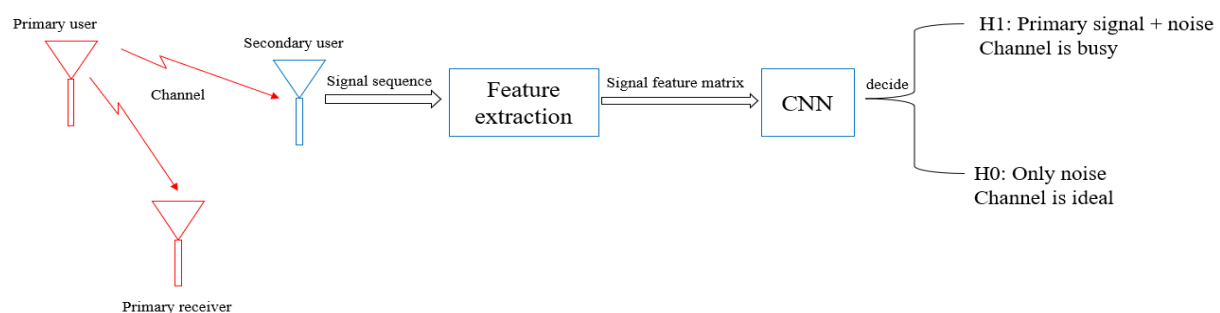 Primary user
Secondary user
Channel
Signal sequence
Feature
extraction
Signal feature matrix
CNN
decide
H1: Primary signal + noise
Channel is busy
H0: Only noise
Channel is ideal
Primary receiver